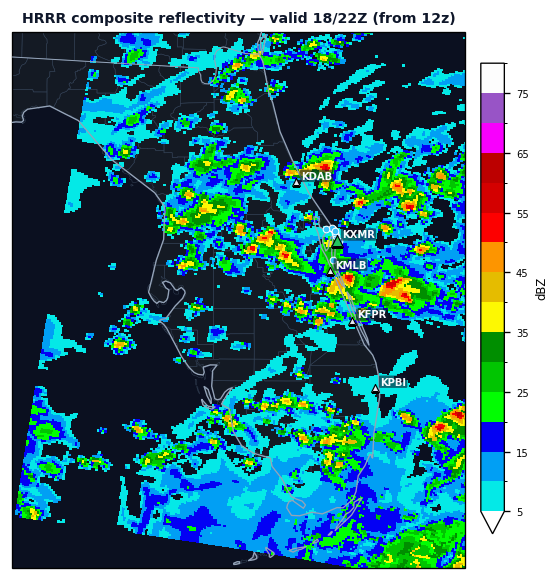 HRRR composite reflectivity — valid 18/22Z (from 12z)
KDAB
KXMR
KMLB
KFPR
KPBI
75
65
55
45
35
25
15
5
dBZ